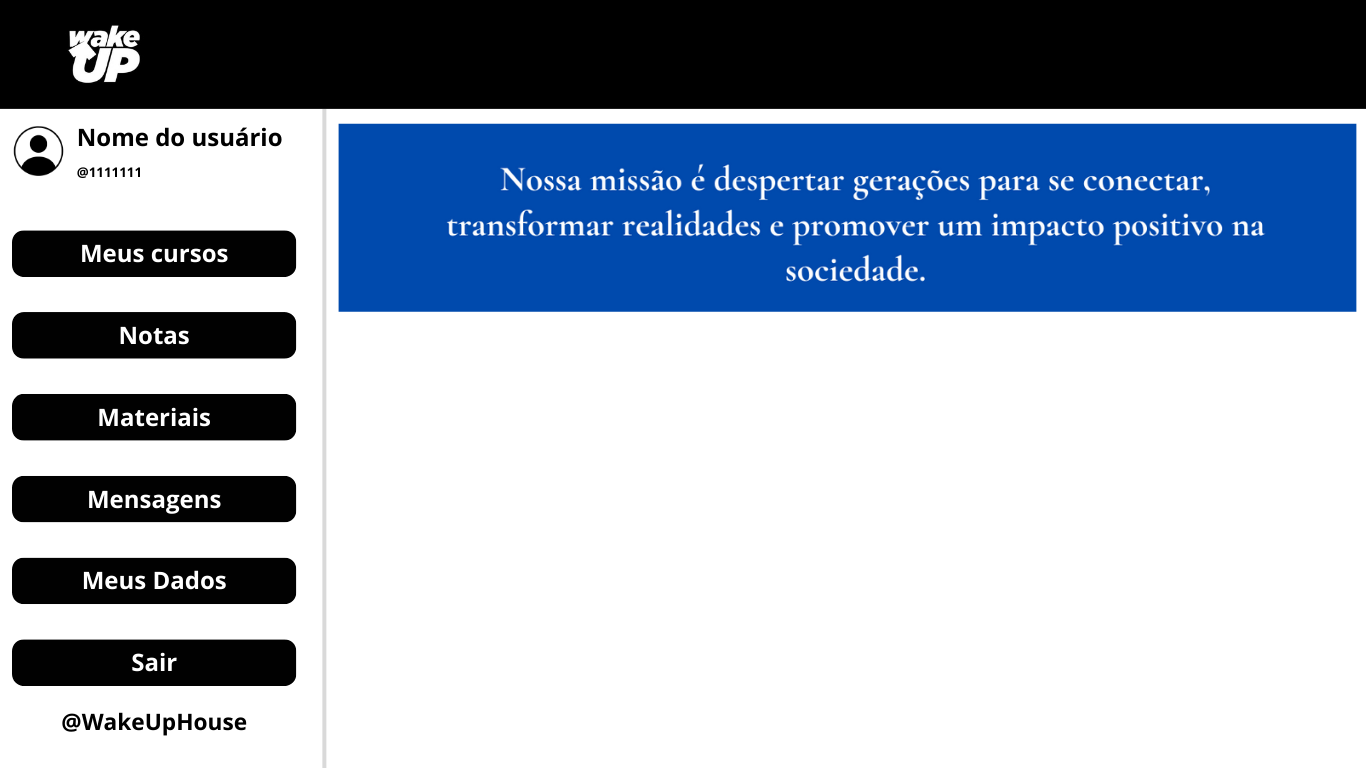 wake
UP
Nome do usuário
@1111111
Meus cursos
Notas
Materiais
Mensagens
Meus Dados
Sair
@WakeUpHouse
Nossa missão é despertar gerações para se conectar,
transformar realidades e promover um impacto positivo na
sociedade.